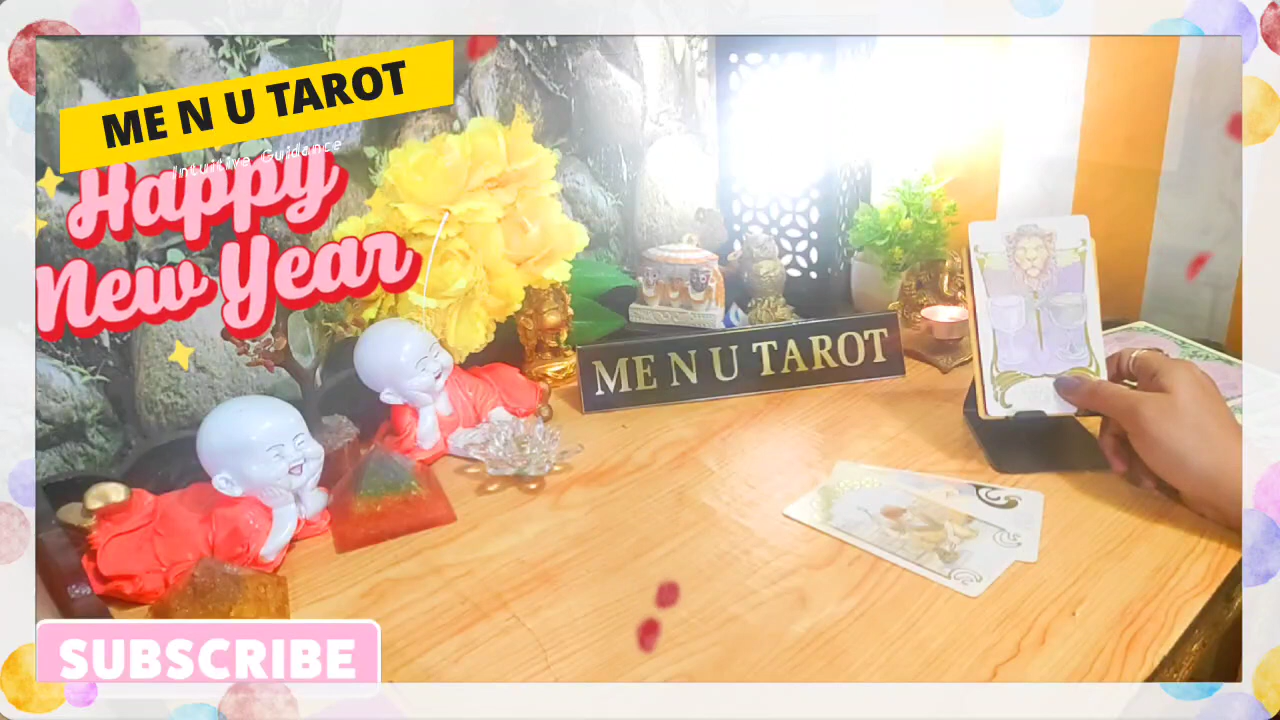 ME N U TAROT
Intuitive Guidance
Happy
New Year
ME N U TAROT
SUBSCRIBE